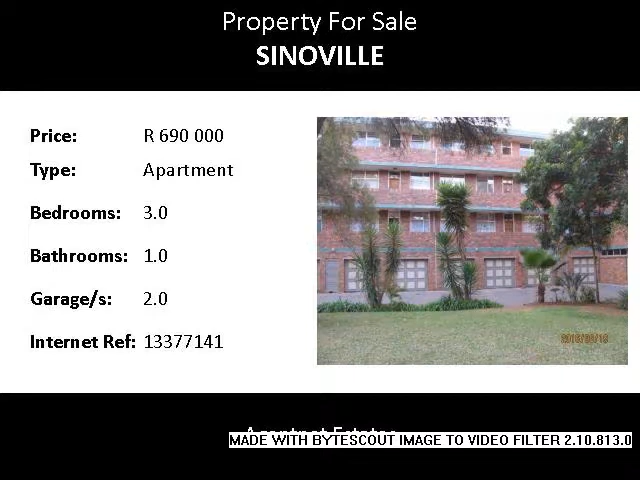 Property For Sale
SINOVILLE
Price: R 690 000
Type: Apartment
Bedrooms: 3.0
Bathrooms: 1.0
Garage/s: 2.0
Internet Ref: 13377141
MADE WITH BYTESCOUT IMAGE TO VIDEO FILTER 2.10.813.0